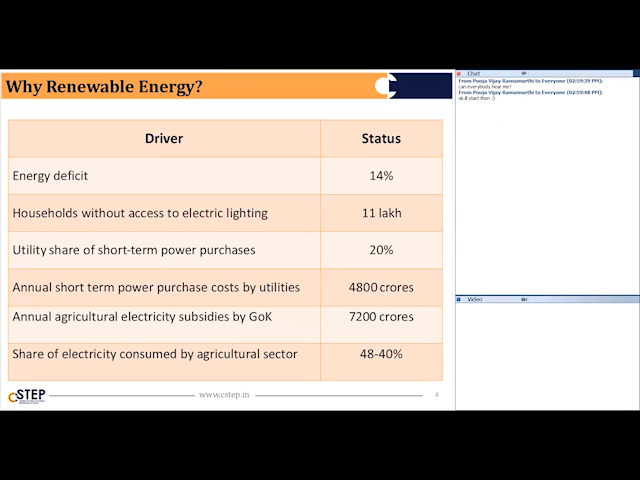 Why Renewable Energy?
Driver Status
Energy deficit 14%
Households without access to electric lighting 11 lakh
Utility share of short-term power purchases 20%
Annual short term power purchase costs by utilities 4800 crores
Annual agricultural electricity subsidies by GoK 7200 crores
Share of electricity consumed by agricultural sector 48-40%
CSTEP
www.cstep.in
4
Chat
From Pooja Vijay Ramamurthi to Everyone (02:59:39 PM):
can everybody hear me?
From Pooja Vijay Ramamurthi to Everyone (02:59:48 PM):
ok ill start then :)
Video